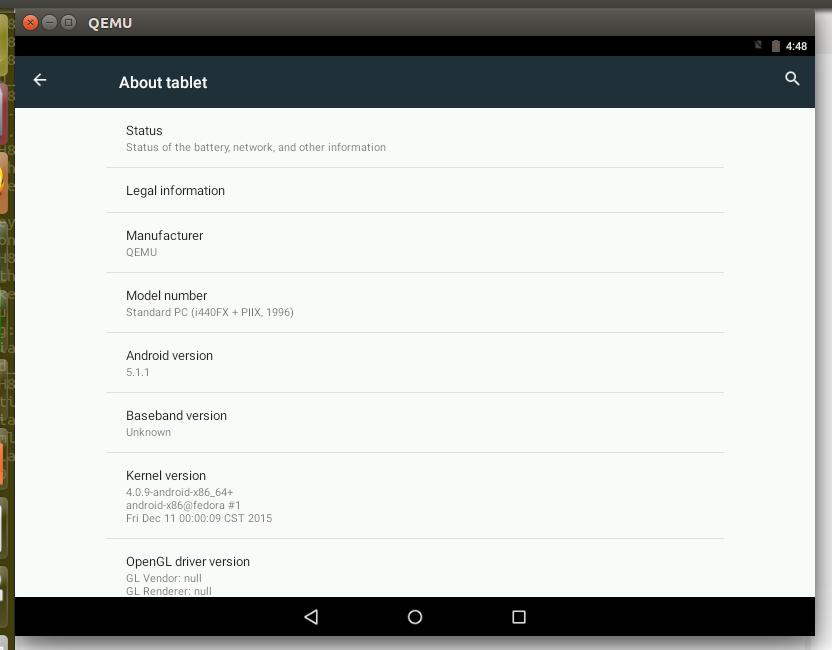 QEMU
4:48
About tablet
Status
Status of the battery, network, and other information
Legal information
Manufacturer
QEMU
Model number
Standard PC (i440FX + PIIX, 1996)
Android version
5.1.1
Baseband version
Unknown
Kernel version
4.0.9-android-x86_64+
android-x86@fedora #1
Fri Dec 11 00:00:09 CST 2015
OpenGL driver version
GL Vendor: null
GL Renderer: null